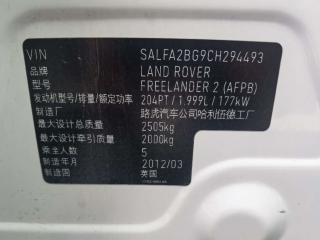 VIN SALFA2BG9CH294493
品牌 LAND ROVER
型号 FREELANDER 2 (AFPB)
发动机型号/排量/额定功率 204PT / 1.999L / 177kW
制造厂 路虎汽车公司哈利伍德工厂
最大设计总质量 2505kg
最大设计牵引质量 2000kg
乘坐人数 5
制造年月 2012/03
制造国 英国